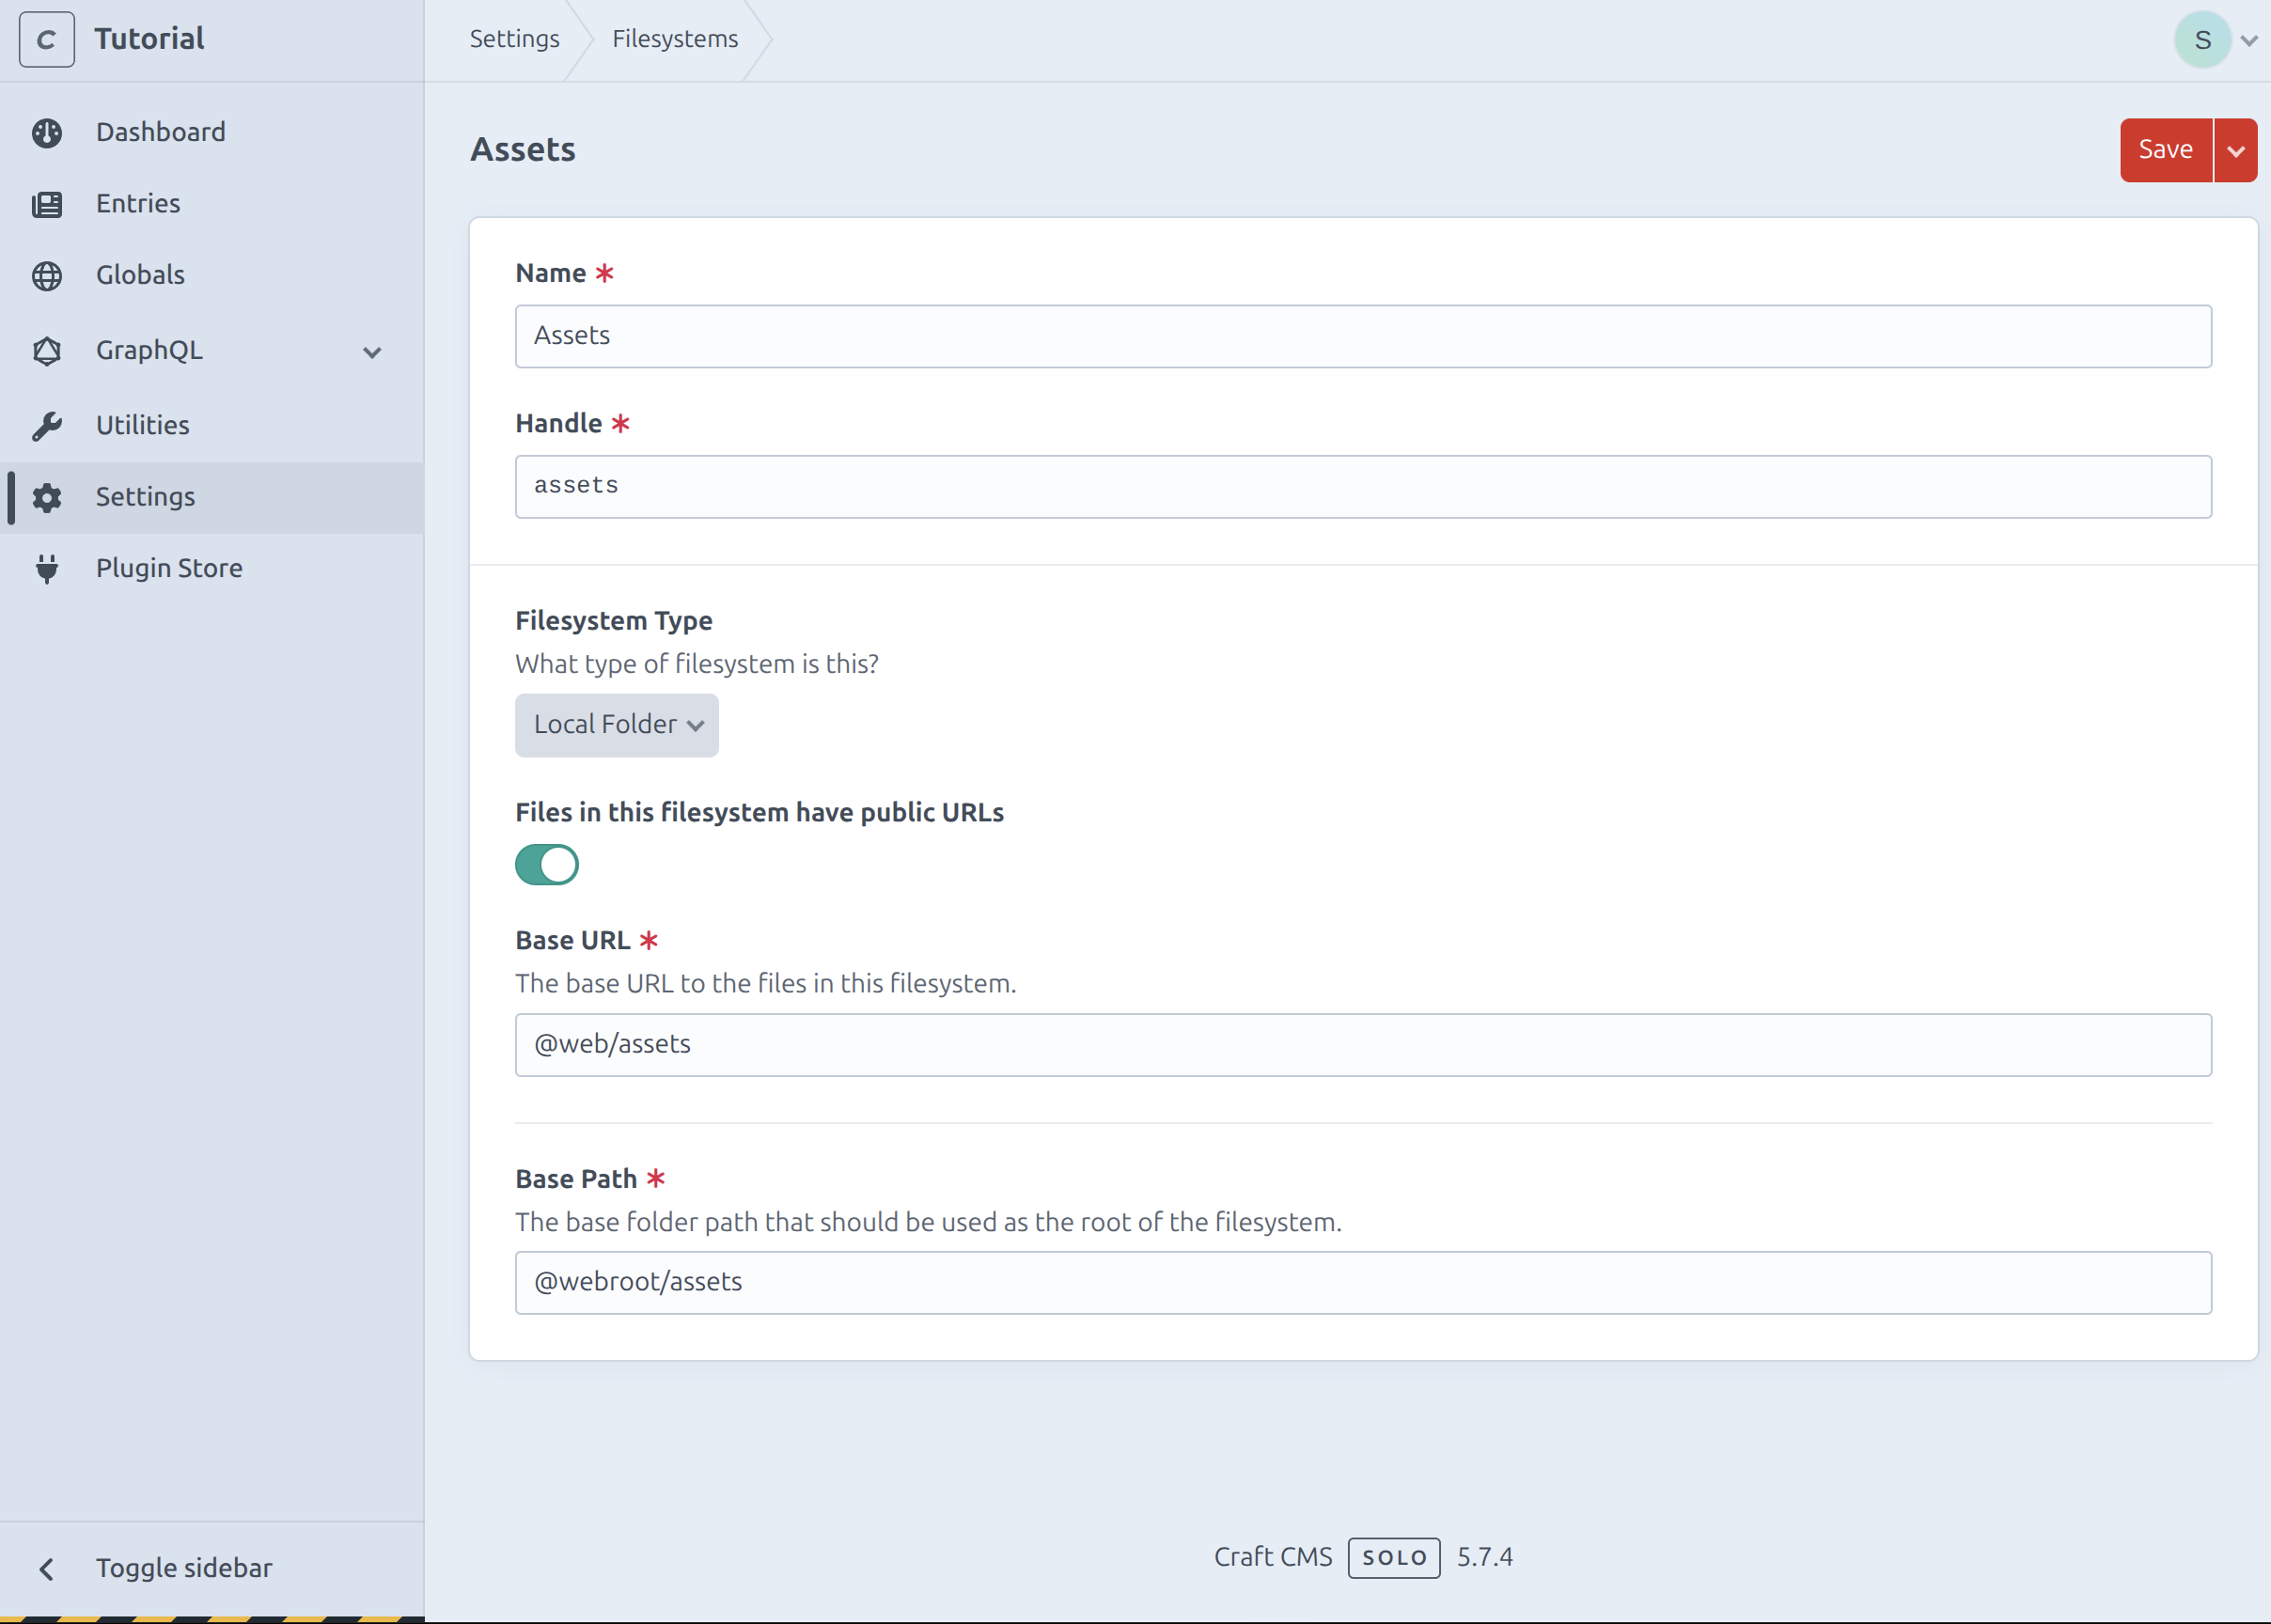 C Tutorial
Settings
Filesystems
S
Dashboard
Entries
Globals
GraphQL
Utilities
Settings
Plugin Store
Toggle sidebar
Assets
Save
Name *
Assets
Handle *
assets
Filesystem Type
What type of filesystem is this?
Local Folder
Files in this filesystem have public URLs
Base URL *
The base URL to the files in this filesystem.
@web/assets
Base Path *
The base folder path that should be used as the root of the filesystem.
@webroot/assets
Craft CMS SOLO 5.7.4